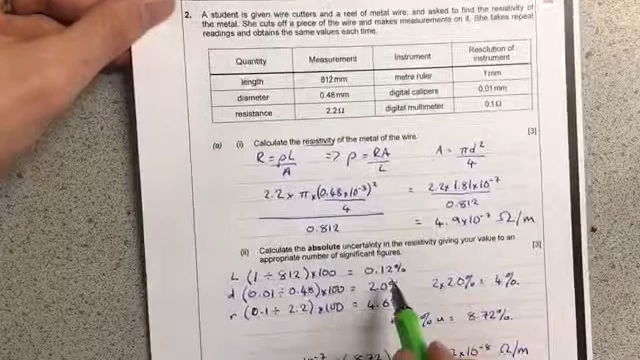 2. A student is given wire cutters and a reel of metal wire, and asked to find the resistivity of
the metal. She cuts off a piece of the wire and makes measurements on it. She takes repeat
readings and obtains the same values each time.
Quantity Measurement Instrument Resolution of instrument
length 812mm metre ruler 1mm
diameter 0.48mm digital calipers 0.01mm
resistance 2.2Ω digital multimeter 0.1Ω
(a) (i) Calculate the resistivity of the metal of the wire. [3]
R = ρL/A => ρ = RA/L A = πd²/4
2.2 × π × (0.48×10⁻³)²/4 / 0.812 = 2.2 × 1.81×10⁻⁷ / 0.812
= 4.9×10⁻⁷ Ω/m
(ii) Calculate the absolute uncertainty in the resistivity giving your value to an
appropriate number of significant figures. [3]
L (1 ÷ 812) × 100 = 0.12%
d (0.01 ÷ 0.48) × 100 = 2.0% 2 × 2.0% = 4%.
r (0.1 ÷ 2.2) × 100 = 4.6
% u = 8.72%.
×10⁻⁸ Ω/m